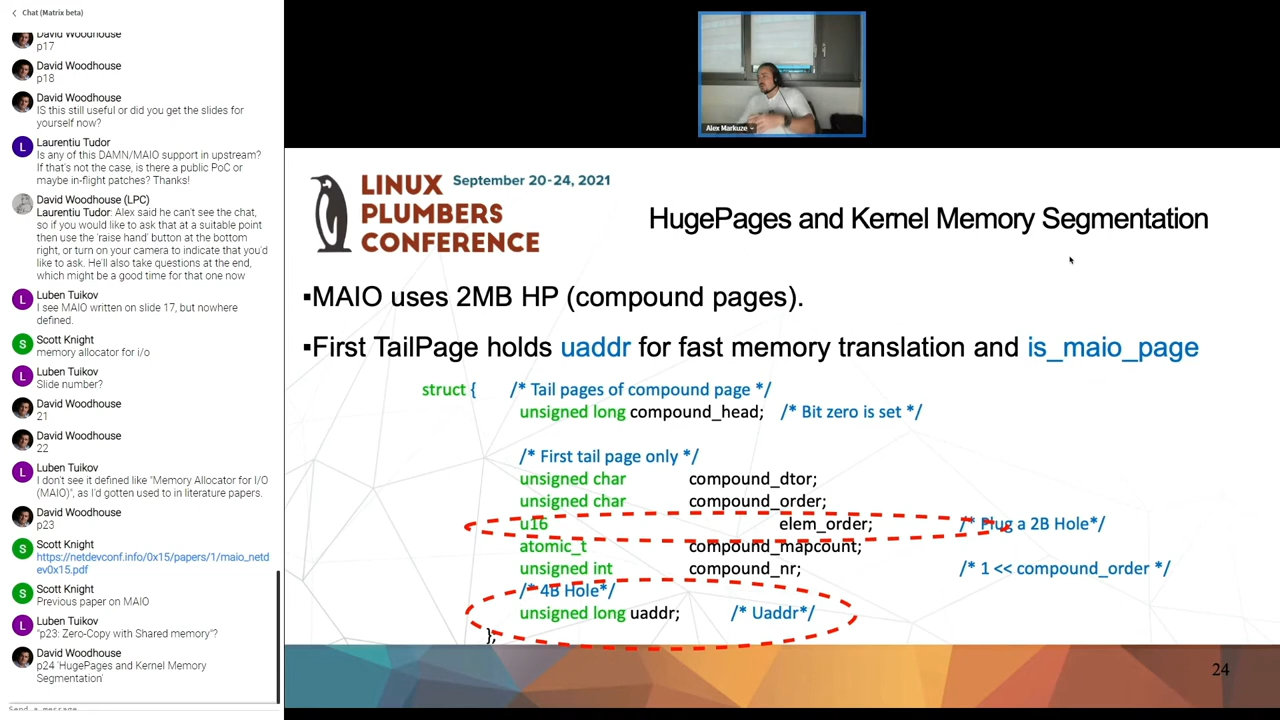 Chat (Matrix beta)
David Woodhouse
p17
David Woodhouse
p18
David Woodhouse
IS this still useful or did you get the slides for
yourself now?
Laurentiu Tudor
Is any of this DAMN/MAIO support in upstream?
If that's not the case, is there a public PoC or
maybe in-flight patches? Thanks!
David Woodhouse (LPC)
Laurentiu Tudor: Alex said he can't see the chat,
so if you would like to ask that at a suitable point
then use the 'raise hand' button at the bottom
right, or turn on your camera to indicate that you'd
like to ask. He'll also take questions at the end,
which might be a good time for that one now
Luben Tuikov
I see MAIO written on slide 17, but nowhere
defined.
S
Scott Knight
memory allocator for i/o
Luben Tuikov
Slide number?
David Woodhouse
21
David Woodhouse
22
Luben Tuikov
I don't see it defined like "Memory Allocator for I/O
(MAIO)", as I'd gotten used to in literature papers.
David Woodhouse
p23
Scott Knight
https://netdevconf.info/0x15/papers/1/maio_netd
ev0x15.pdf
Scott Knight
Previous paper on MAIO
Luben Tuikov
"p23: Zero-Copy with Shared memory"?
David Woodhouse
p24 'HugePages and Kernel Memory
Segmentation'
Send a message
Alex Markuze
LINUX
PLUMBERS
CONFERENCE
September 20-24, 2021
HugePages and Kernel Memory Segmentation
▪MAIO uses 2MB HP (compound pages).
▪First TailPage holds uaddr for fast memory translation and is_maio_page
struct { /* Tail pages of compound page */
unsigned long compound_head; /* Bit zero is set */
/* First tail page only */
unsigned char compound_dtor;
unsigned char compound_order;
u16 elem_order; /* Plug a 2B Hole*/
atomic_t compound_mapcount;
unsigned int compound_nr; /* 1 << compound_order */
/* 4B Hole*/
unsigned long uaddr; /* Uaddr*/
};
24